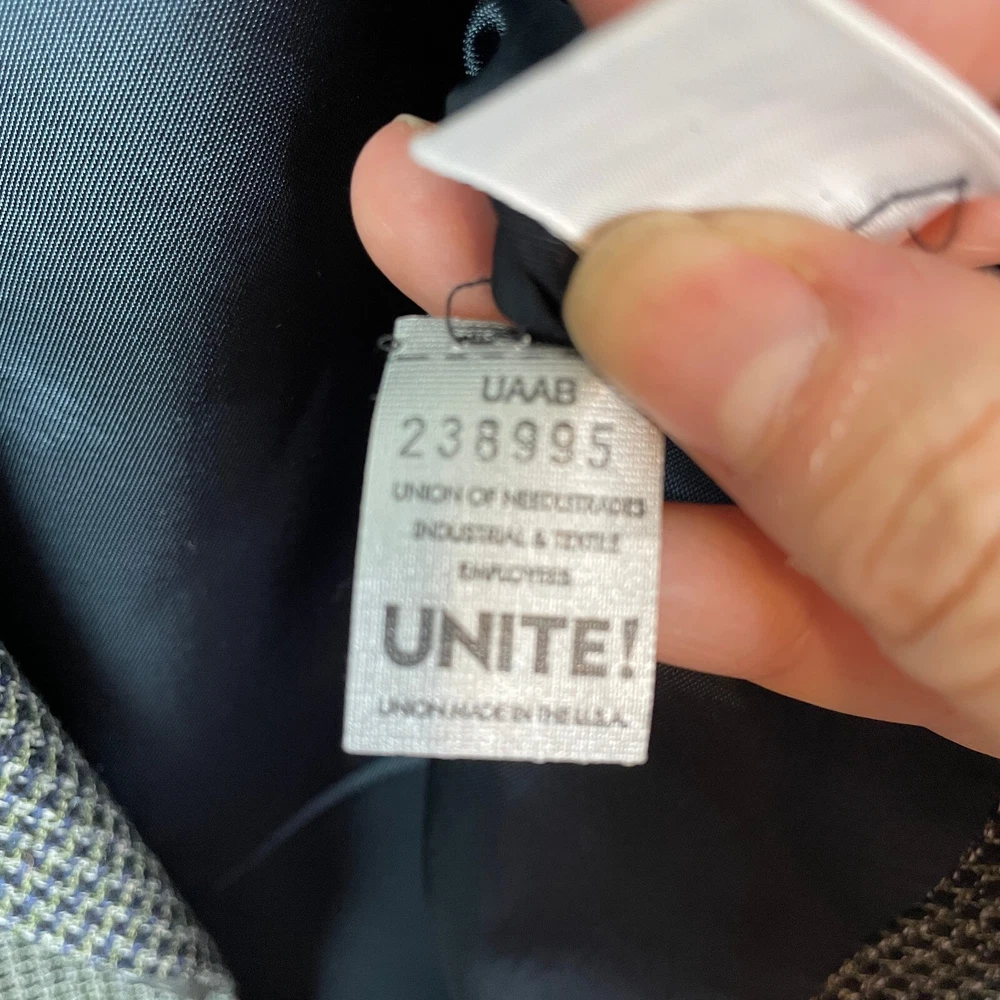 UAAB
238995
UNION OF NEEDLETRADES
INDUSTRIAL & TEXTILE
EMPLOYEES
UNITE!
UNION MADE IN THE U.S.A.